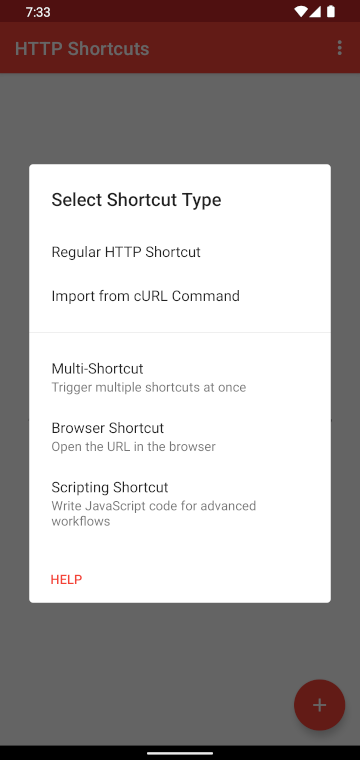 7:33
HTTP Shortcuts
Select Shortcut Type
Regular HTTP Shortcut
Import from cURL Command
Multi-Shortcut
Trigger multiple shortcuts at once
Browser Shortcut
Open the URL in the browser
Scripting Shortcut
Write JavaScript code for advanced
workflows
HELP